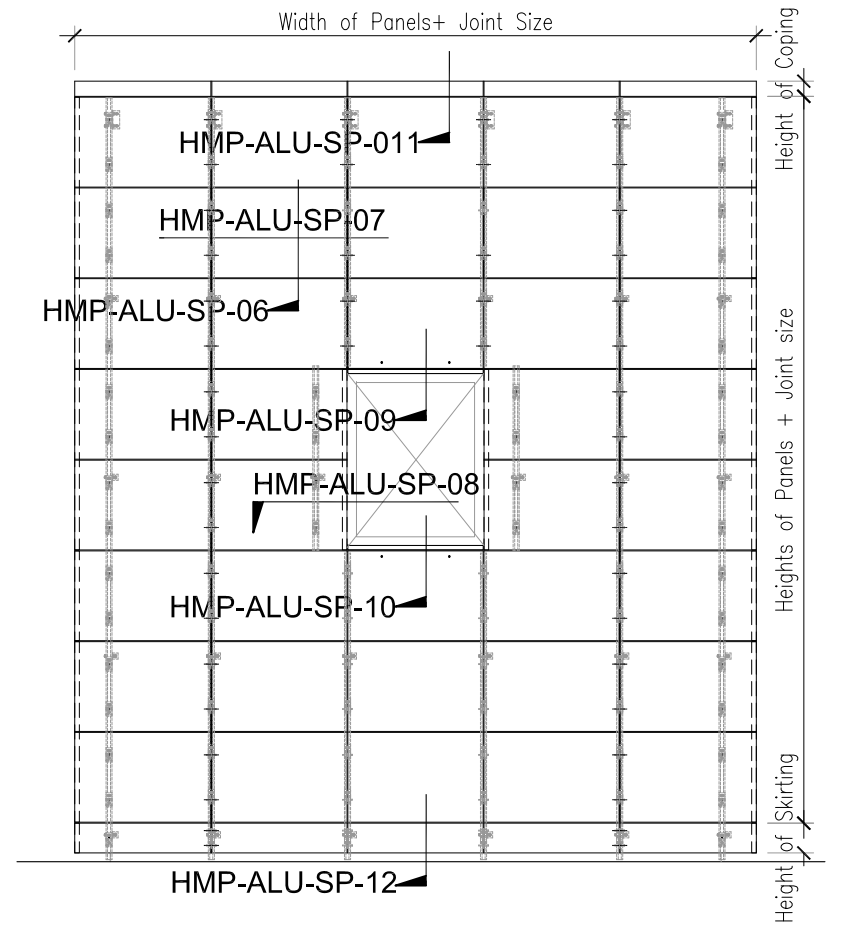 Width of Panels+ Joint Size
Height of Coping
HMP-ALU-SP-011
HMP-ALU-SP-07
HMP-ALU-SP-06
Heights of Panels + Joint size
HMP-ALU-SP-09
HMP-ALU-SP-08
HMP-ALU-SP-10
Height of Skirting
HMP-ALU-SP-12